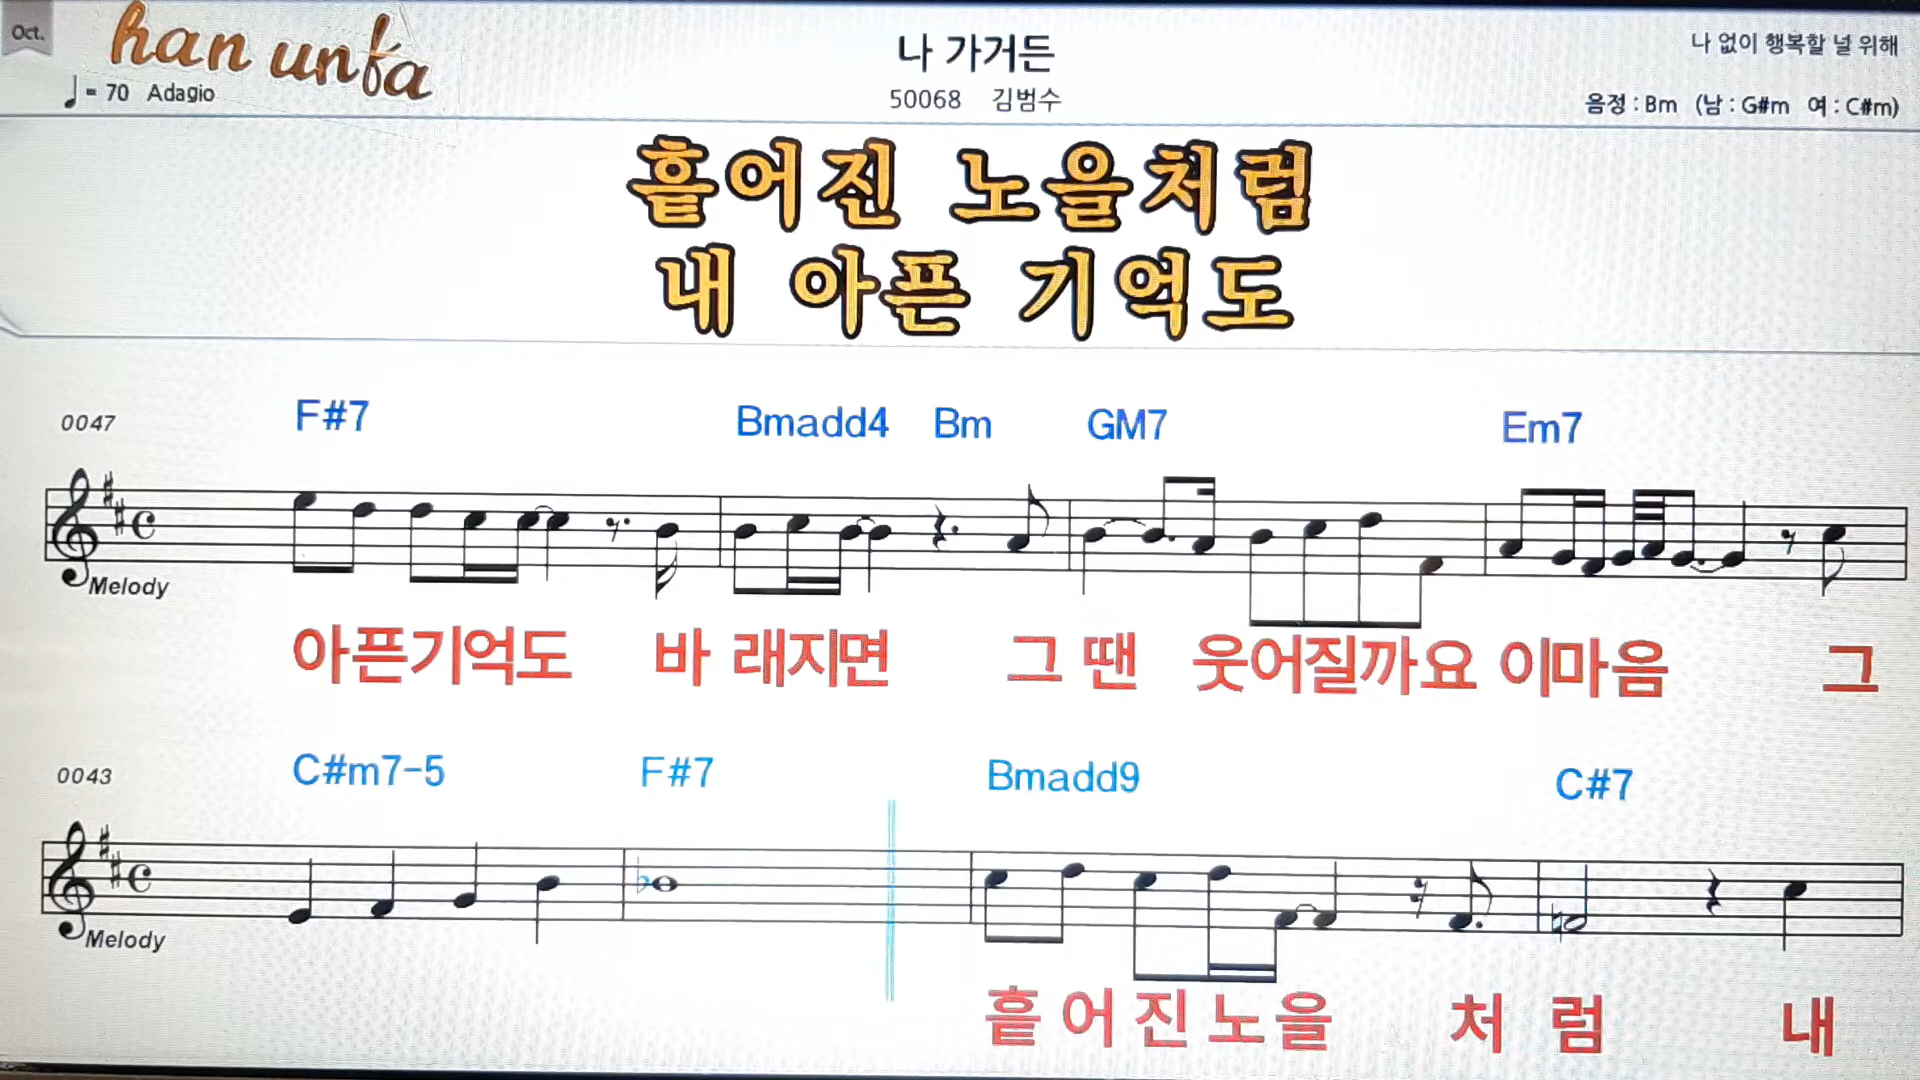 Oct.
han unfa
= 70 Adagio
나 가거든
50068 김범수
나 없이 행복할 널 위해
음정 : Bm (남 : G#m 여 : C#m)
흩어진 노을처럼
내 아픈 기억도
0047 F#7 Bmadd4 Bm GM7 Em7
Melody
아픈기억도 바 래지면 그 땐 웃어질까요 이마음 그
0043 C#m7-5 F#7 Bmadd9 C#7
Melody
흩 어 진 노을 처 럼 내